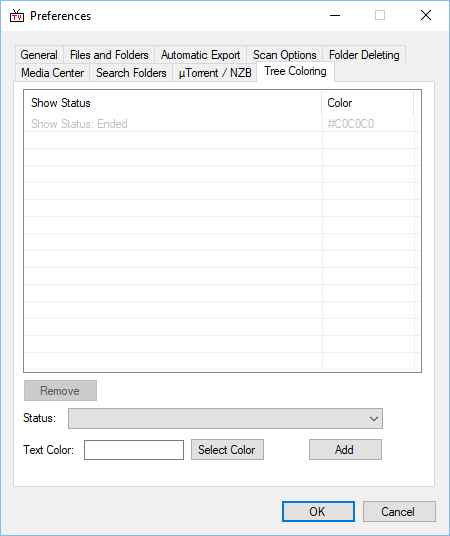 TV Preferences
General Files and Folders Automatic Export Scan Options Folder Deleting
Media Center Search Folders µTorrent / NZB Tree Coloring
Show Status Color
Show Status: Ended #C0C0C0
Remove
Status:
Text Color: Select Color Add
OK Cancel